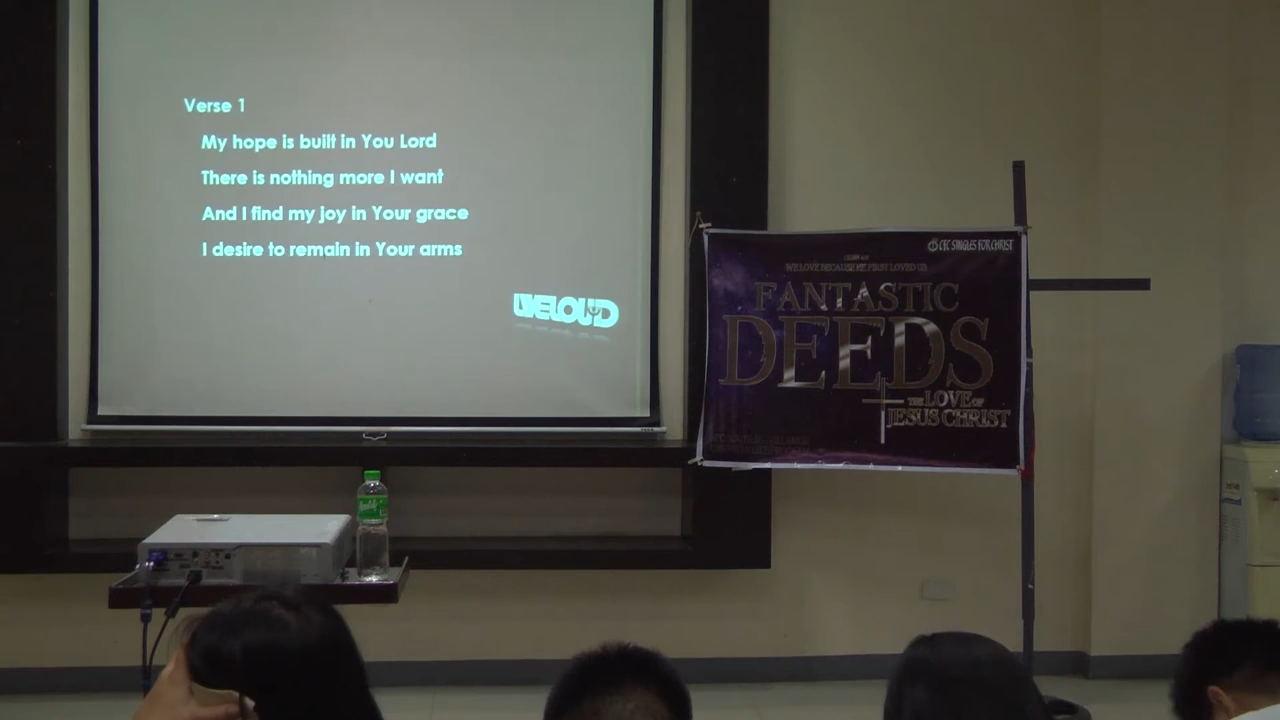 Verse 1
My hope is built in You Lord
There is nothing more I want
And I find my joy in Your grace
I desire to remain in Your arms
LIVELOUD
CFC SINGLES FOR CHRIST
WE LOVE BECAUSE HE FIRST LOVED US
FANTASTIC
DEEDS
THE LOVE OF
JESUS CHRIST